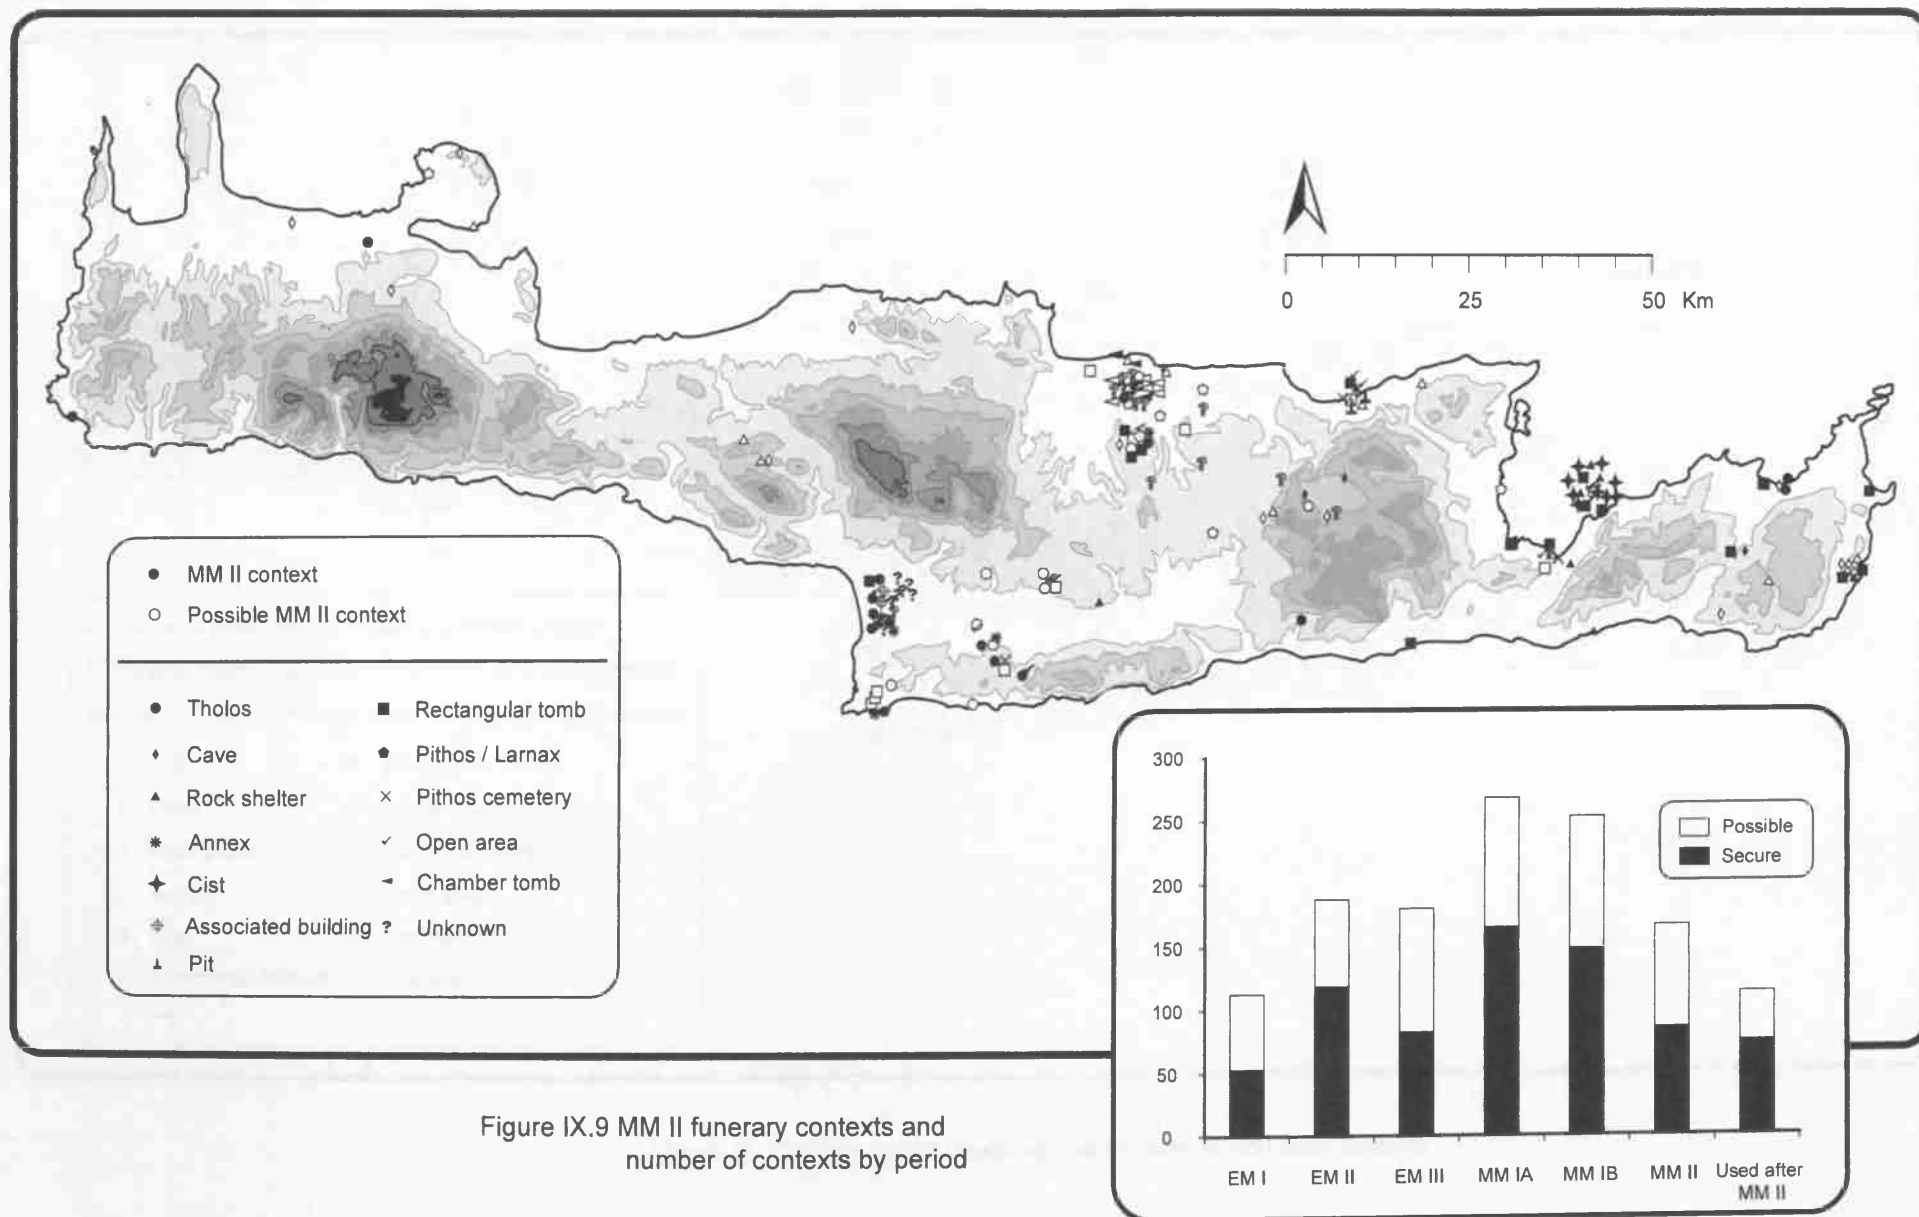 0 25 50 Km
MM II context
Possible MM II context
Tholos
Cave
Rock shelter
Annex
Cist
Associated building
Pit
Rectangular tomb
Pithos / Larnax
Pithos cemetery
Open area
Chamber tomb
? Unknown
300
250
200
150
100
50
0
Possible
Secure
EM I EM II EM III MM IA MM IB MM II Used after
MM II
Figure IX.9 MM II funerary contexts and
number of contexts by period